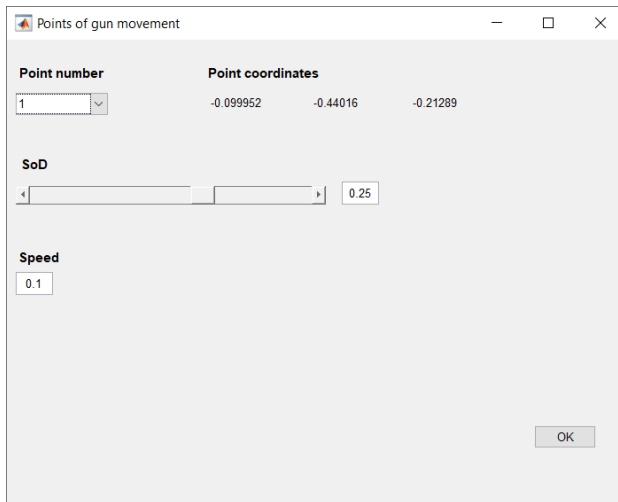 Points of gun movement
Point number
Point coordinates
1
-0.099952 -0.44016 -0.21289
SoD
0.25
Speed
0.1
OK